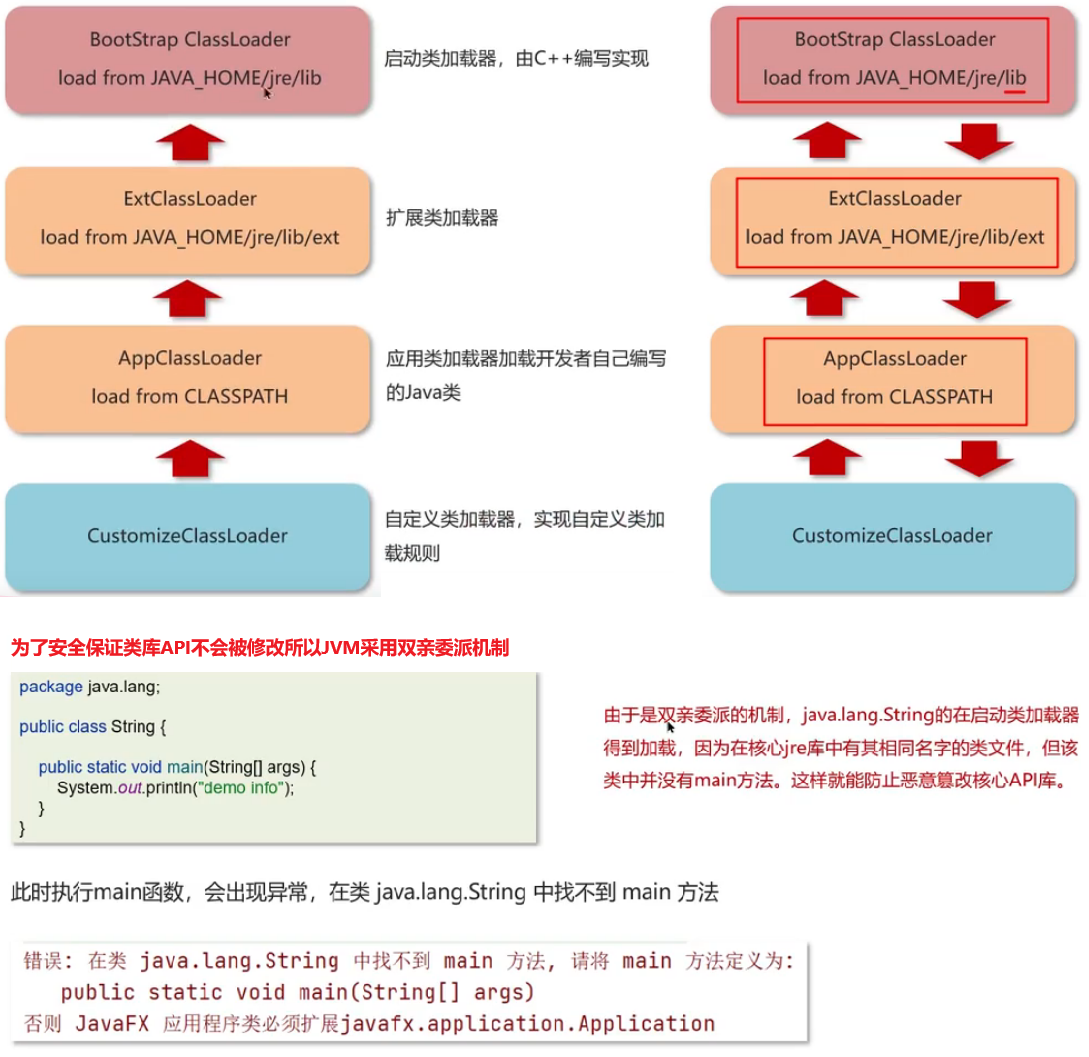 BootStrap ClassLoader
load from JAVA_HOME/jre/lib
启动类加载器，由C++编写实现
ExtClassLoader
load from JAVA_HOME/jre/lib/ext
扩展类加载器
AppClassLoader
load from CLASSPATH
应用类加载器加载开发者自己编写
的Java类
CustomizeClassLoader
自定义类加载器，实现自定义类加
载规则
BootStrap ClassLoader
load from JAVA_HOME/jre/lib
ExtClassLoader
load from JAVA_HOME/jre/lib/ext
AppClassLoader
load from CLASSPATH
CustomizeClassLoader
为了安全保证类库API不会被修改所以JVM采用双亲委派机制
package java.lang;
public class String {
public static void main(String[] args) {
System.out.println("demo info");
}
}
由于是双亲委派的机制，java.lang.String的在启动类加载器
得到加载，因为在核心jre库中有其相同名字的类文件，但该
类中并没有main方法。这样就能防止恶意篡改核心API库。
此时执行main函数，会出现异常，在类 java.lang.String 中找不到 main 方法
错误: 在类 java.lang.String 中找不到 main 方法, 请将 main 方法定义为:
public static void main(String[] args)
否则 JavaFX 应用程序类必须扩展javafx.application.Application